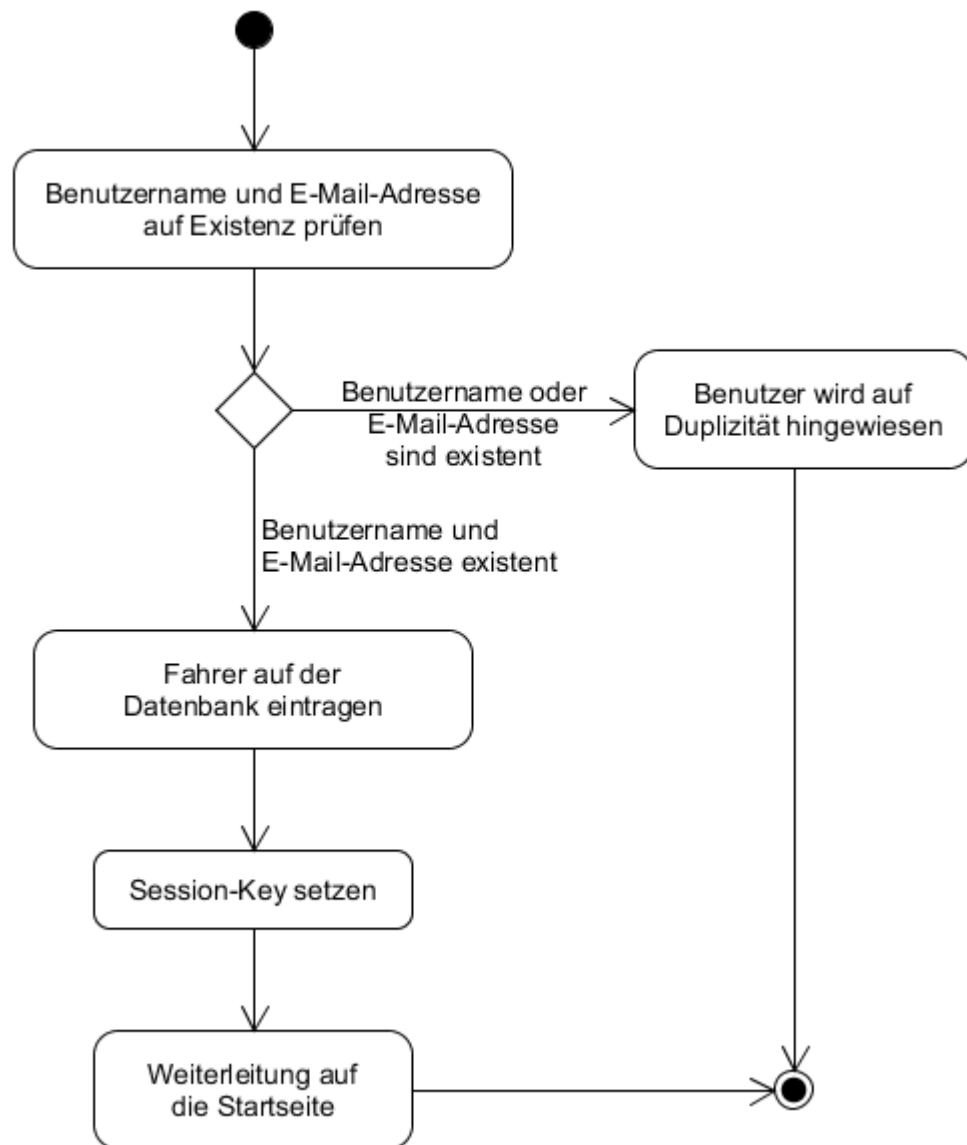 Benutzername und E-Mail-Adresse
auf Existenz prüfen
Benutzername oder
E-Mail-Adresse
sind existent
Benutzer wird auf
Duplizität hingewiesen
Benutzername und
E-Mail-Adresse existent
Fahrer auf der
Datenbank eintragen
Session-Key setzen
Weiterleitung auf
die Startseite